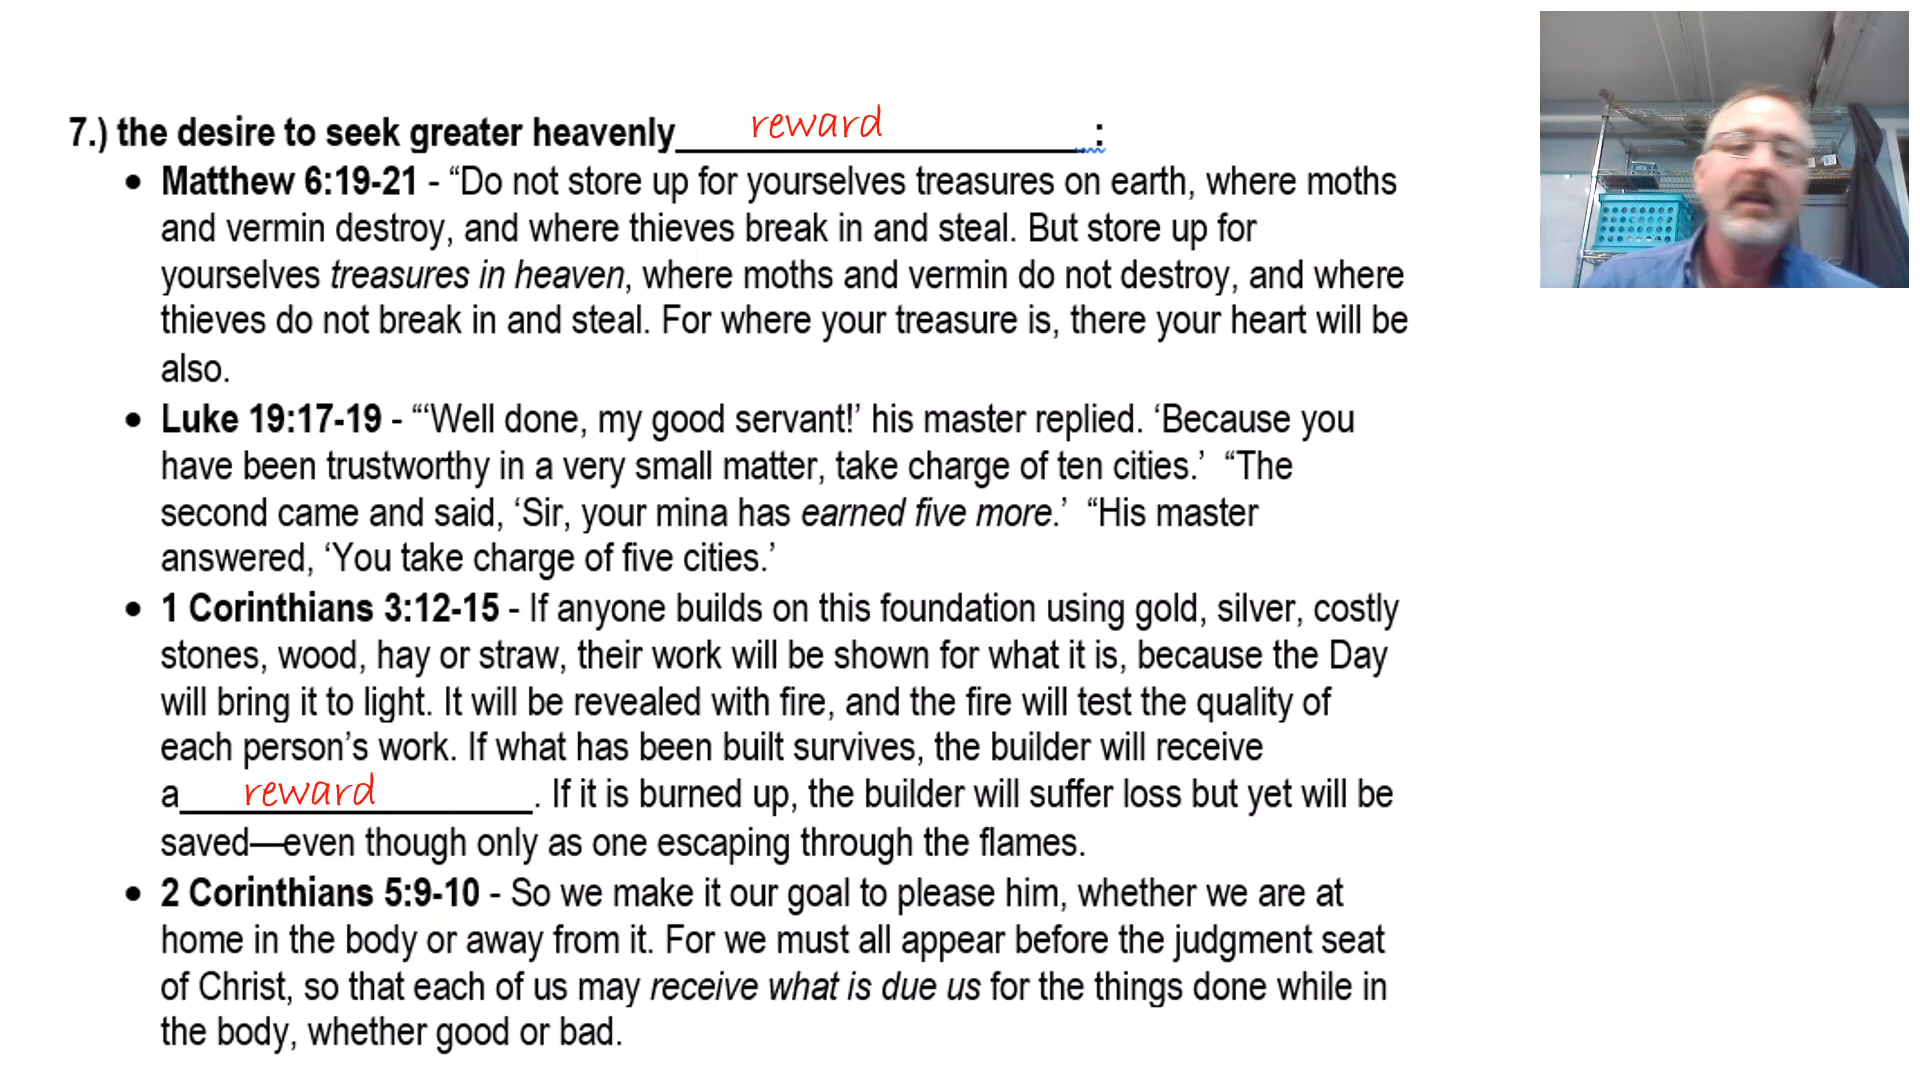 7.) the desire to seek greater heavenly reward :
• Matthew 6:19-21 - “Do not store up for yourselves treasures on earth, where moths
and vermin destroy, and where thieves break in and steal. But store up for
yourselves treasures in heaven, where moths and vermin do not destroy, and where
thieves do not break in and steal. For where your treasure is, there your heart will be
also.
• Luke 19:17-19 - “‘Well done, my good servant!’ his master replied. ‘Because you
have been trustworthy in a very small matter, take charge of ten cities.’ “The
second came and said, ‘Sir, your mina has earned five more.’ “His master
answered, ‘You take charge of five cities.’
• 1 Corinthians 3:12-15 - If anyone builds on this foundation using gold, silver, costly
stones, wood, hay or straw, their work will be shown for what it is, because the Day
will bring it to light. It will be revealed with fire, and the fire will test the quality of
each person’s work. If what has been built survives, the builder will receive
a reward. If it is burned up, the builder will suffer loss but yet will be
saved—even though only as one escaping through the flames.
• 2 Corinthians 5:9-10 - So we make it our goal to please him, whether we are at
home in the body or away from it. For we must all appear before the judgment seat
of Christ, so that each of us may receive what is due us for the things done while in
the body, whether good or bad.